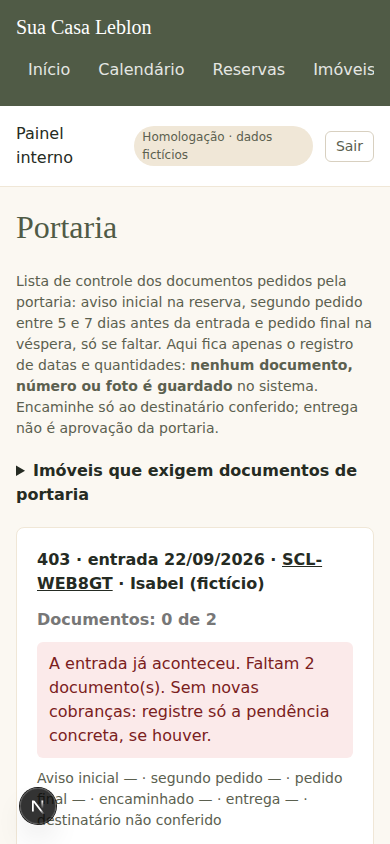 Sua Casa Leblon
Início Calendário Reservas Imóveis
Painel
interno
Homologação · dados
fictícios
Sair
Portaria
Lista de controle dos documentos pedidos pela
portaria: aviso inicial na reserva, segundo pedido
entre 5 e 7 dias antes da entrada e pedido final na
véspera, só se faltar. Aqui fica apenas o registro
de datas e quantidades: nenhum documento,
número ou foto é guardado no sistema.
Encaminhe só ao destinatário conferido; entrega
não é aprovação da portaria.
▶ Imóveis que exigem documentos de
portaria
403 · entrada 22/09/2026 · SCL-
WEB8GT · Isabel (fictício)
Documentos: 0 de 2
A entrada já aconteceu. Faltam 2
documento(s). Sem novas
cobranças: registre só a pendência
concreta, se houver.
Aviso inicial — · segundo pedido — · pedido
final — · encaminhado — · entrega — ·
destinatário não conferido
N